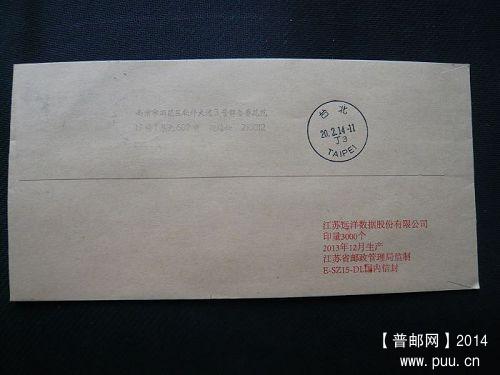 台北
20.2.14-11
J3
TAIPEI
江苏远洋数据股份有限公司
印量3000个
2013年12月生产
江苏省邮政管理局监制
E-SZ15-DL国内信封
【普邮网】2014
www.puu.cn